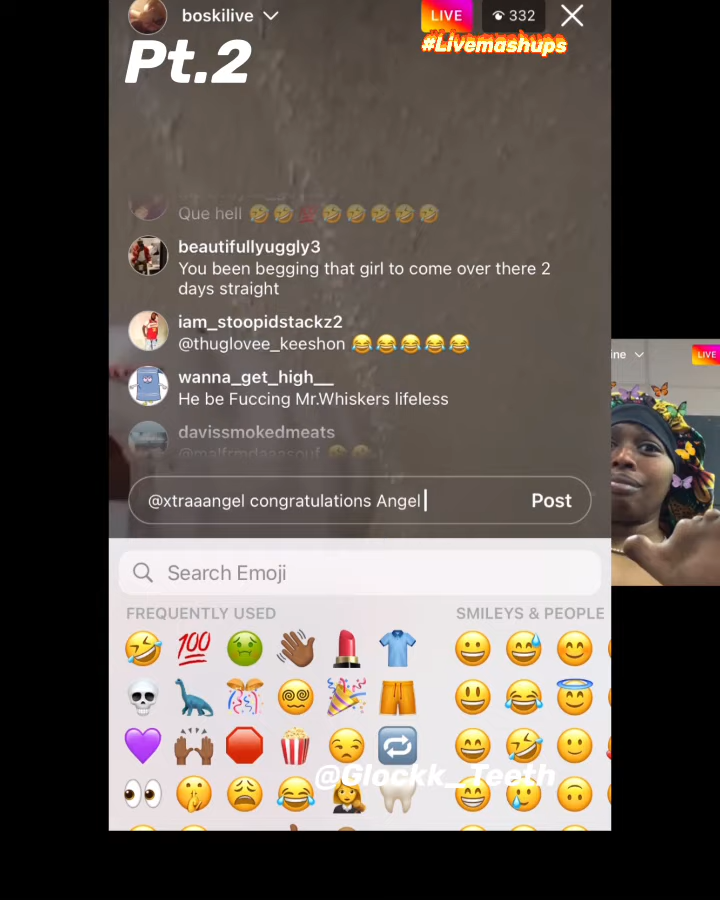 boskilive
LIVE
332
#Livemashups
Pt.2
Que hell 🤣🤣💯🤣🤣🤣🤣🤣
beautifullyuggly3
You been begging that girl to come over there 2
days straight
iam_stoopidstackz2
@thuglovee_keeshon 😂😂😂😂😂
wanna_get_high__
He be Fuccing Mr.Whiskers lifeless
davissmokedmeats
ine
LIVE
@xtraaangel congratulations Angel
Post
Search Emoji
FREQUENTLY USED
SMILEYS & PEOPLE
@Glockk_Teeth